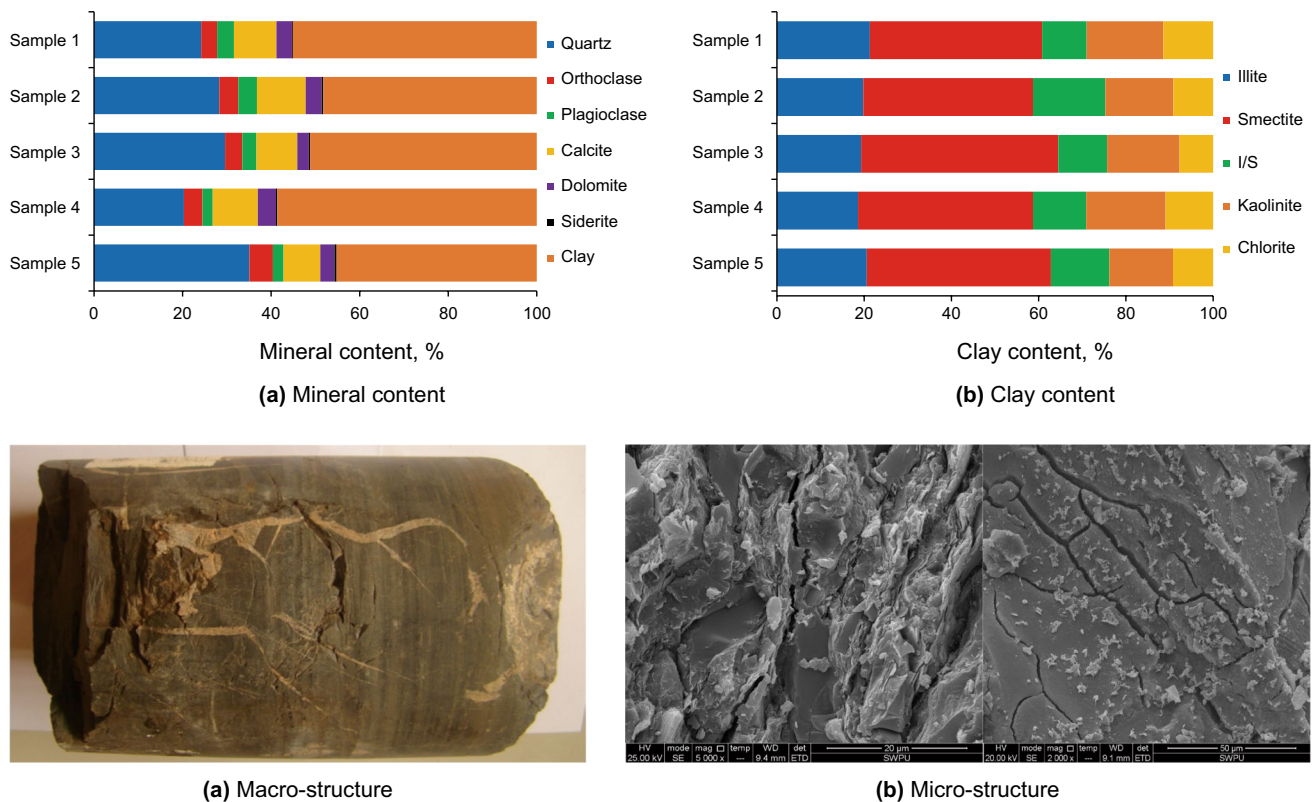 Sample 1
Sample 2
Sample 3
Sample 4
Sample 5
0 20 40 60 80 100
Mineral content, %
Quartz
Orthoclase
Plagioclase
Calcite
Dolomite
Siderite
Clay
(a) Mineral content
Sample 1
Sample 2
Sample 3
Sample 4
Sample 5
0 20 40 60 80 100
Clay content, %
Illite
Smectite
I/S
Kaolinite
Chlorite
(b) Clay content
(a) Macro-structure
HV mode mag temp WD det 20 μm
25.00 kV SE 5 000 x --- 9.4 mm ETD SWPU
HV mode mag temp WD det 50 μm
20.00 kV SE 2 000 x --- 9.1 mm ETD SWPU
(b) Micro-structure